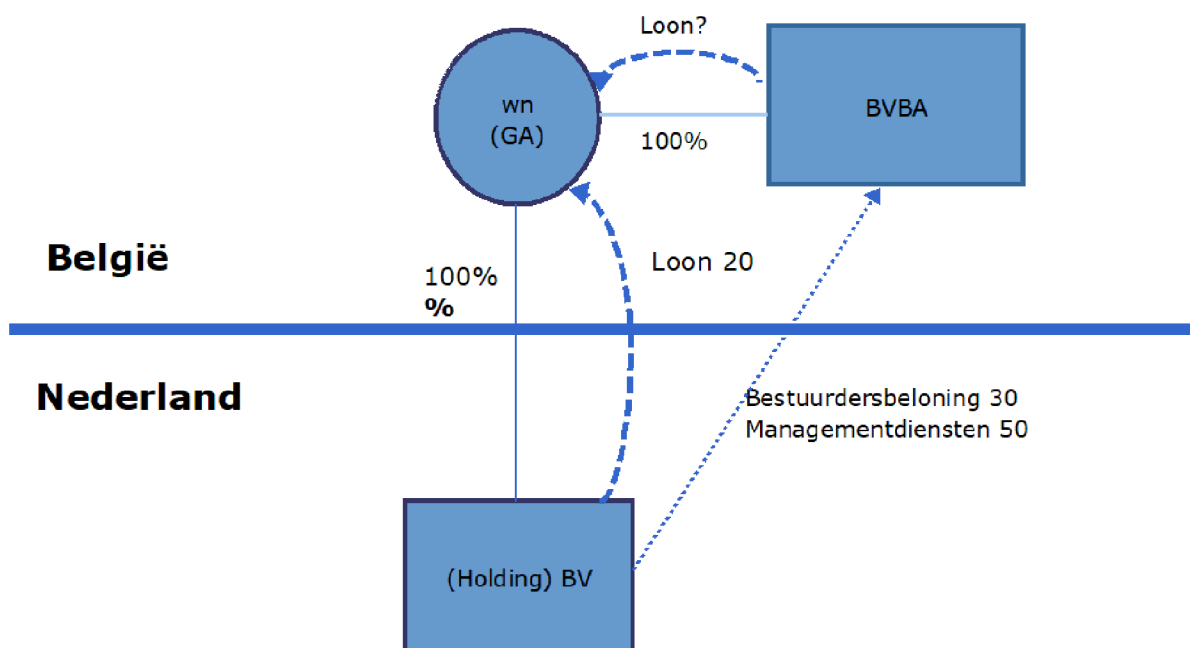 Loon?
wn
(GA)
BVBA
100%
België
Loon 20
100%
%
Nederland
Bestuurdersbeloning 30
Managementdiensten 50
(Holding) BV